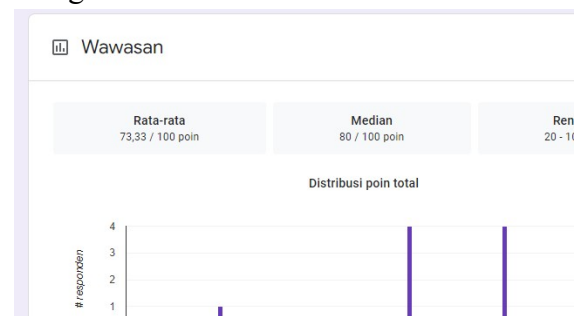 Wawasan
Rata-rata
73,33 / 100 poin
Median
80 / 100 poin
Distribusi poin total
4
3
2
1
# responden